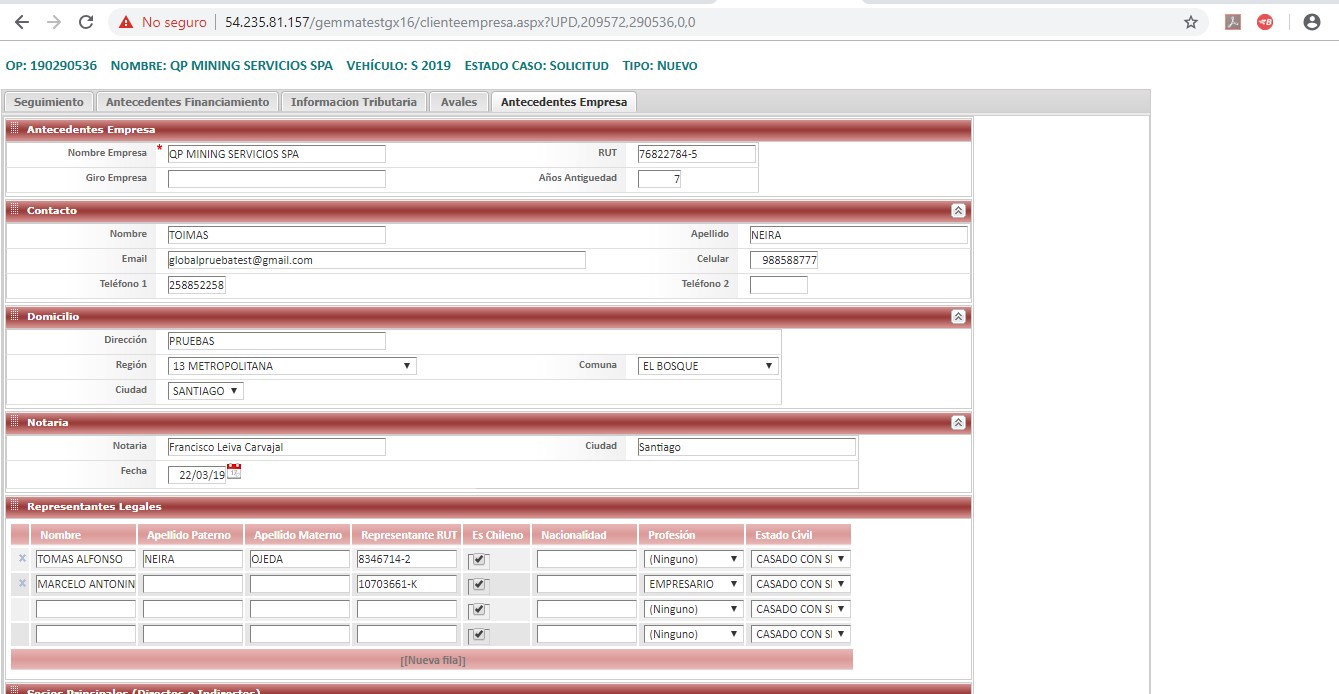 No seguro | 54.235.81.157/gemmatestgx16/clienteempresa.aspx?UPD,209572,290536,0,0
OP: 190290536 NOMBRE: QP MINING SERVICIOS SPA VEHÍCULO: S 2019 ESTADO CASO: SOLICITUD TIPO: NUEVO
Seguimiento Antecedentes Financiamiento Informacion Tributaria Avales Antecedentes Empresa
Antecedentes Empresa
Nombre Empresa * QP MINING SERVICIOS SPA RUT 76822784-5
Giro Empresa Años Antiguedad 7
Contacto
Nombre TOIMAS Apellido NEIRA
Email globalpruebatest@gmail.com Celular 988588777
Teléfono 1 258852258 Teléfono 2
Domicilio
Dirección PRUEBAS
Región 13 METROPOLITANA Comuna EL BOSQUE
Ciudad SANTIAGO
Notaria
Notaria Francisco Leiva Carvajal Ciudad Santiago
Fecha 22/03/19
Representantes Legales
Nombre Apellido Paterno Apellido Materno Representante RUT Es Chileno Nacionalidad Profesión Estado Civil
x TOMAS ALFONSO NEIRA OJEDA 8346714-2 (Ninguno) CASADO CON SI
x MARCELO ANTONIN 10703661-K EMPRESARIO CASADO CON SI
(Ninguno) CASADO CON SI
(Ninguno) CASADO CON SI
[[Nueva fila]]
Socios Principales (Directos o Indirectos)